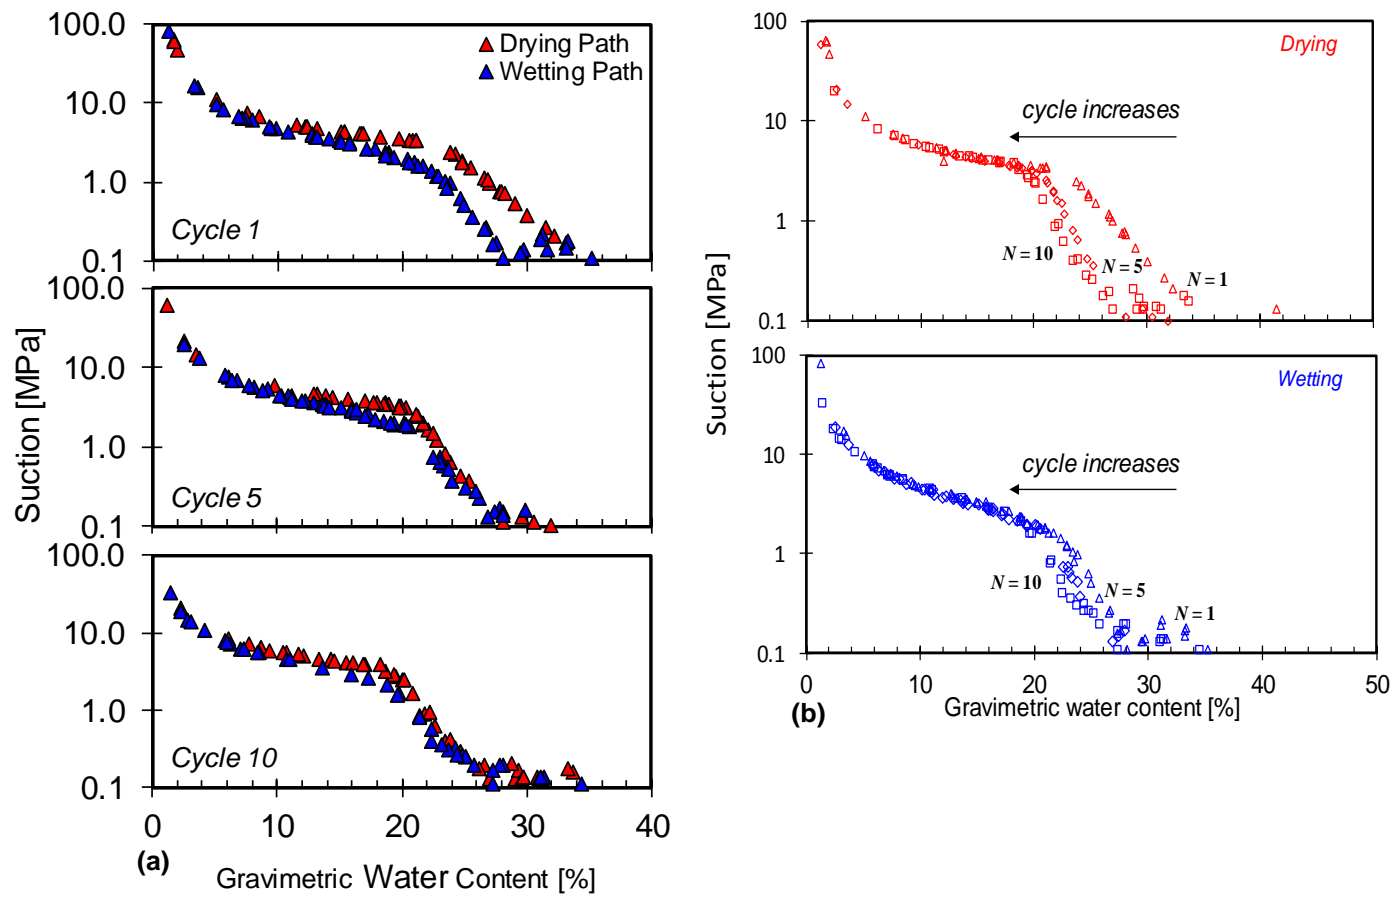 100.0
10.0
1.0
0.1
Drying Path
Wetting Path
Cycle 1
100.0
10.0
1.0
0.1
Cycle 5
100.0
10.0
1.0
0.1
Cycle 10
0 10 20 30 40
Suction [MPa]
(a)
Gravimetric Water Content [%]
100
10
1
0.1
Drying
cycle increases
N = 10
N = 5
N = 1
100
10
1
0.1
Wetting
cycle increases
N = 10
N = 5
N = 1
0 10 20 30 40 50
Suction [MPa]
(b)
Gravimetric water content [%]